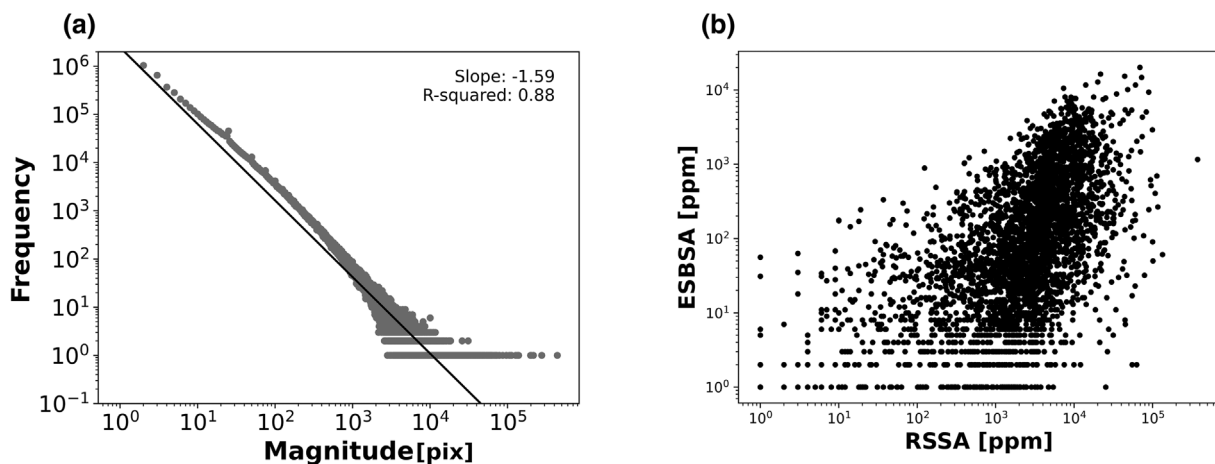 (a)
Slope: -1.59
R-squared: 0.88
Frequency
10^6
10^5
10^4
10^3
10^2
10^1
10^0
10^-1
10^0 10^1 10^2 10^3 10^4 10^5
Magnitude[pix]
(b)
ESBSA [ppm]
10^4
10^3
10^2
10^1
10^0
10^0 10^1 10^2 10^3 10^4 10^5
RSSA [ppm]